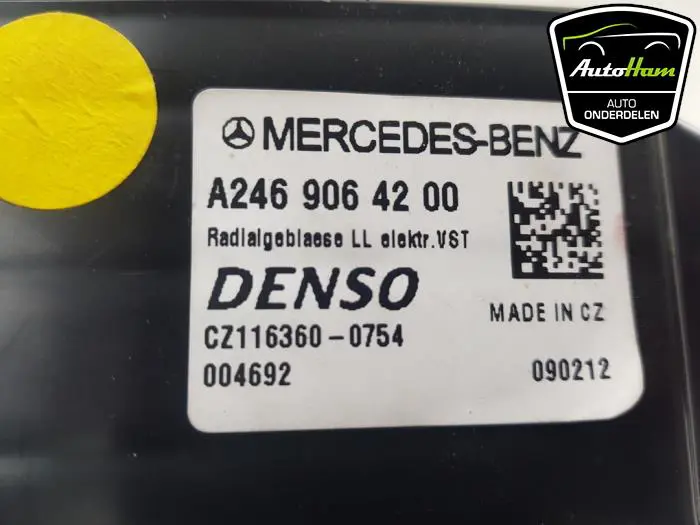 AutoHam
AUTO
ONDERDELEN
MERCEDES-BENZ
A246 906 42 00
Radialgeblaese LL elektr.VST
DENSO
MADE IN CZ
CZ116360-0754
004692
090212